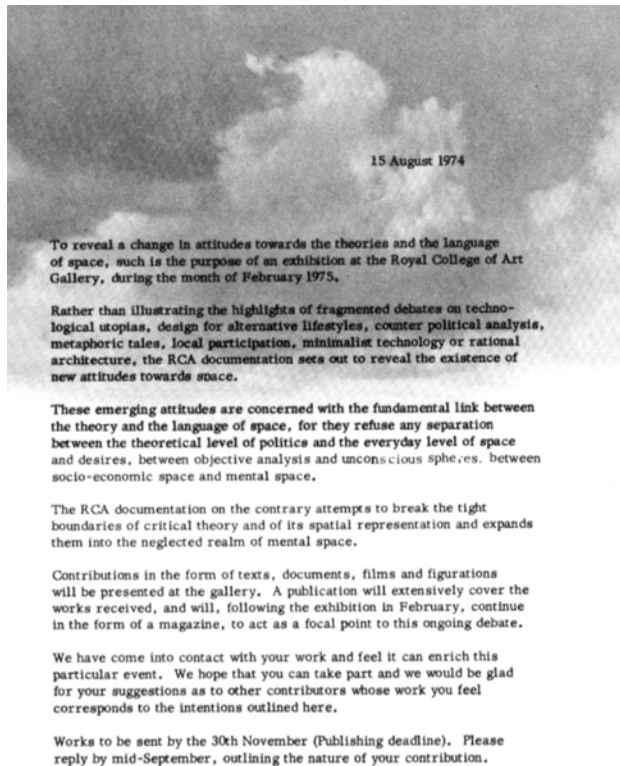 15 August 1974
To reveal a change in attitudes towards the theories and the language
of space, such is the purpose of an exhibition at the Royal College of Art
Gallery, during the month of February 1975.
Rather than illustrating the highlights of fragmented debates on techno-
logical utopias, design for alternative lifestyles, counter political analysis,
metaphoric tales, local participation, minimalist technology or rational
architecture, the RCA documentation sets out to reveal the existence of
new attitudes towards space.
These emerging attitudes are concerned with the fundamental link between
the theory and the language of space, for they refuse any separation
between the theoretical level of politics and the everyday level of space
and desires, between objective analysis and unconscious spheres. between
socio-economic space and mental space.
The RCA documentation on the contrary attempts to break the tight
boundaries of critical theory and of its spatial representation and expands
them into the neglected realm of mental space.
Contributions in the form of texts, documents, films and figurations
will be presented at the gallery. A publication will extensively cover the
works received, and will, following the exhibition in February, continue
in the form of a magazine, to act as a focal point to this ongoing debate.
We have come into contact with your work and feel it can enrich this
particular event. We hope that you can take part and we would be glad
for your suggestions as to other contributors whose work you feel
corresponds to the intentions outlined here.
Works to be sent by the 30th November (Publishing deadline). Please
reply by mid-September, outlining the nature of your contribution.